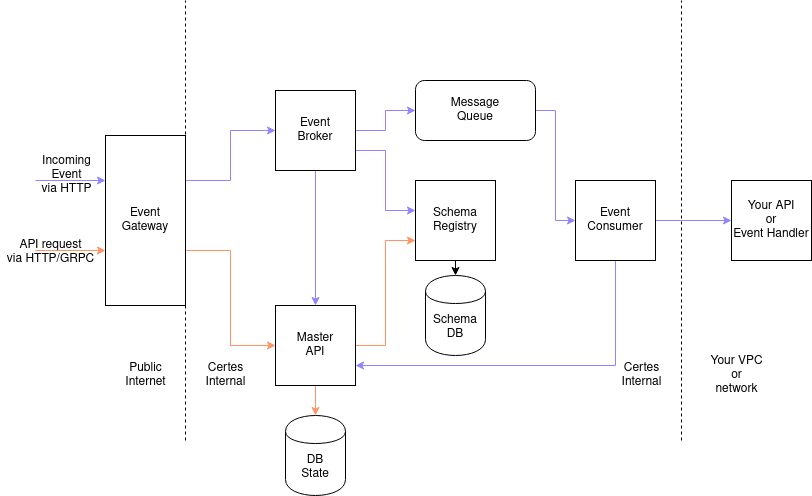 Incoming
Event
via HTTP
API request
via HTTP/GRPC
Event
Gateway
Event
Broker
Message
Queue
Schema
Registry
Event
Consumer
Your API
or
Event Handler
Schema
DB
Master
API
DB
State
Public
Internet
Certes
Internal
Certes
Internal
Your VPC
or
network